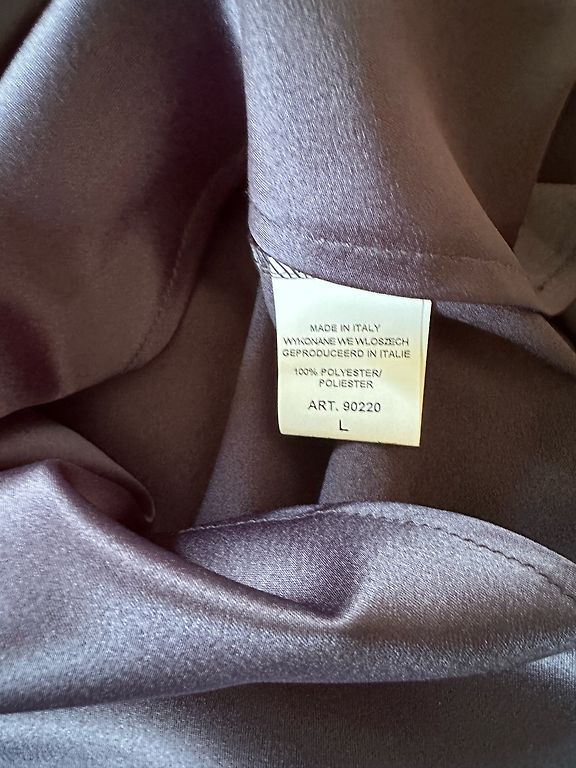 MADE IN ITALY
WYKONANE WE WLOSZECH
GEPRODUCEERD IN ITALIE
100% POLYESTER/
POLIESTER
ART. 90220
L